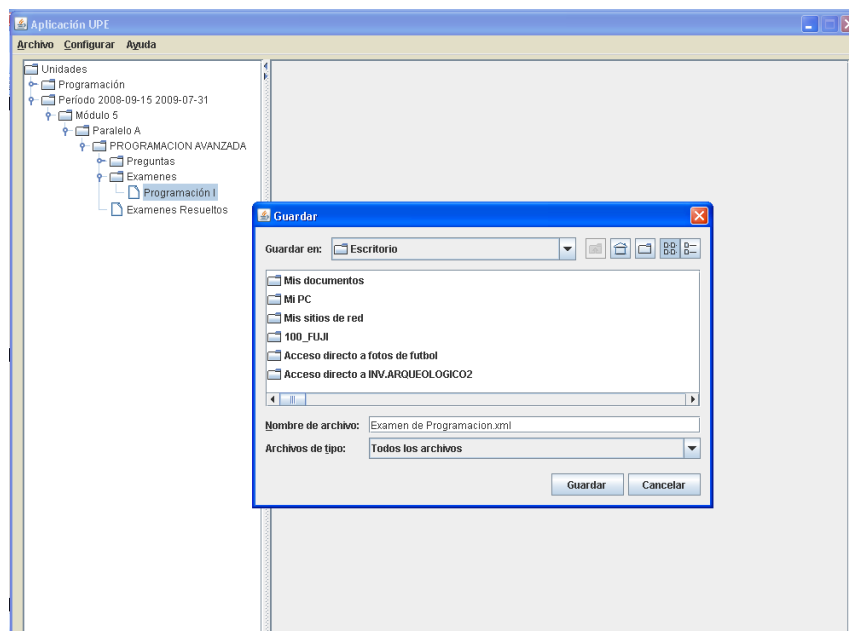 Aplicación UPE
Archivo Configurar Ayuda
Unidades
Programación
Período 2008-09-15 2009-07-31
Módulo 5
Paralelo A
PROGRAMACION AVANZADA
Preguntas
Examenes
Programación I
Examenes Resueltos
Guardar
Guardar en: Escritorio
Mis documentos
Mi PC
Mis sitios de red
100_FUJI
Acceso directo a fotos de futbol
Acceso directo a INV.ARQUEOLOGICO2
Nombre de archivo: Examen de Programacion.xml
Archivos de tipo: Todos los archivos
Guardar Cancelar